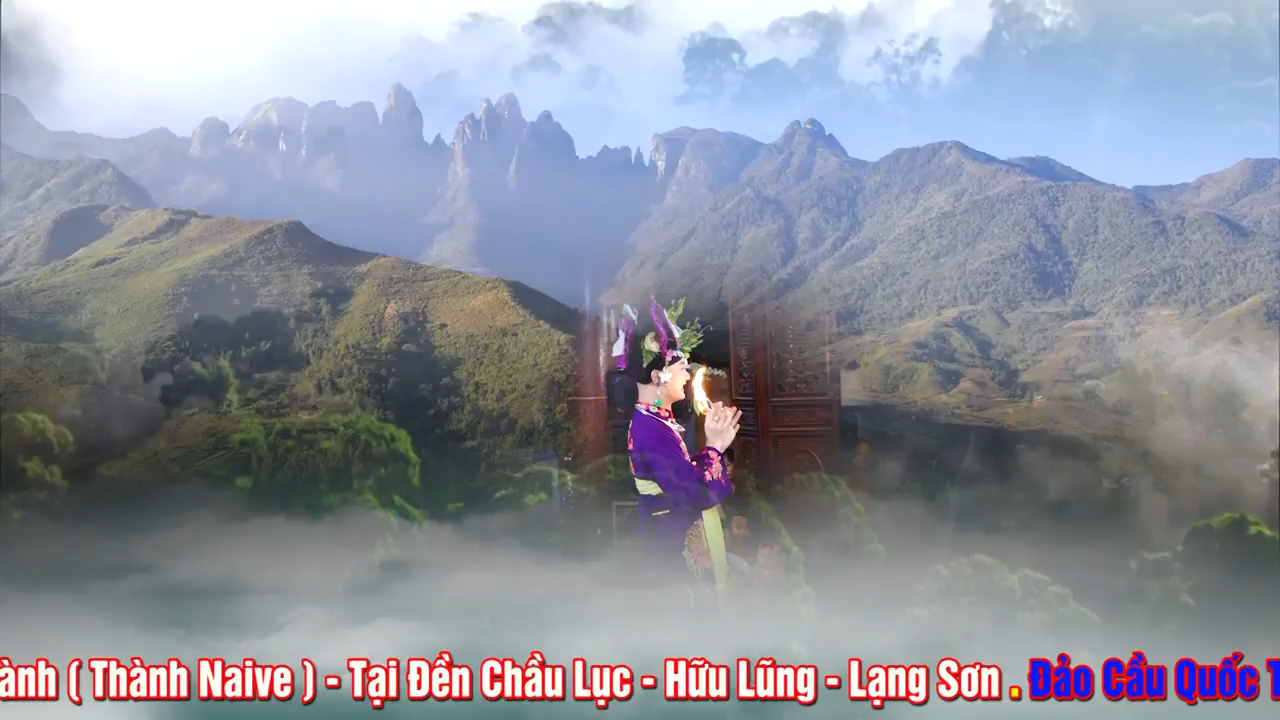 ành ( Thành Naive ) - Tại Đền Chầu Lục - Hữu Lũng - Lạng Sơn . Đảo Cầu Quốc T